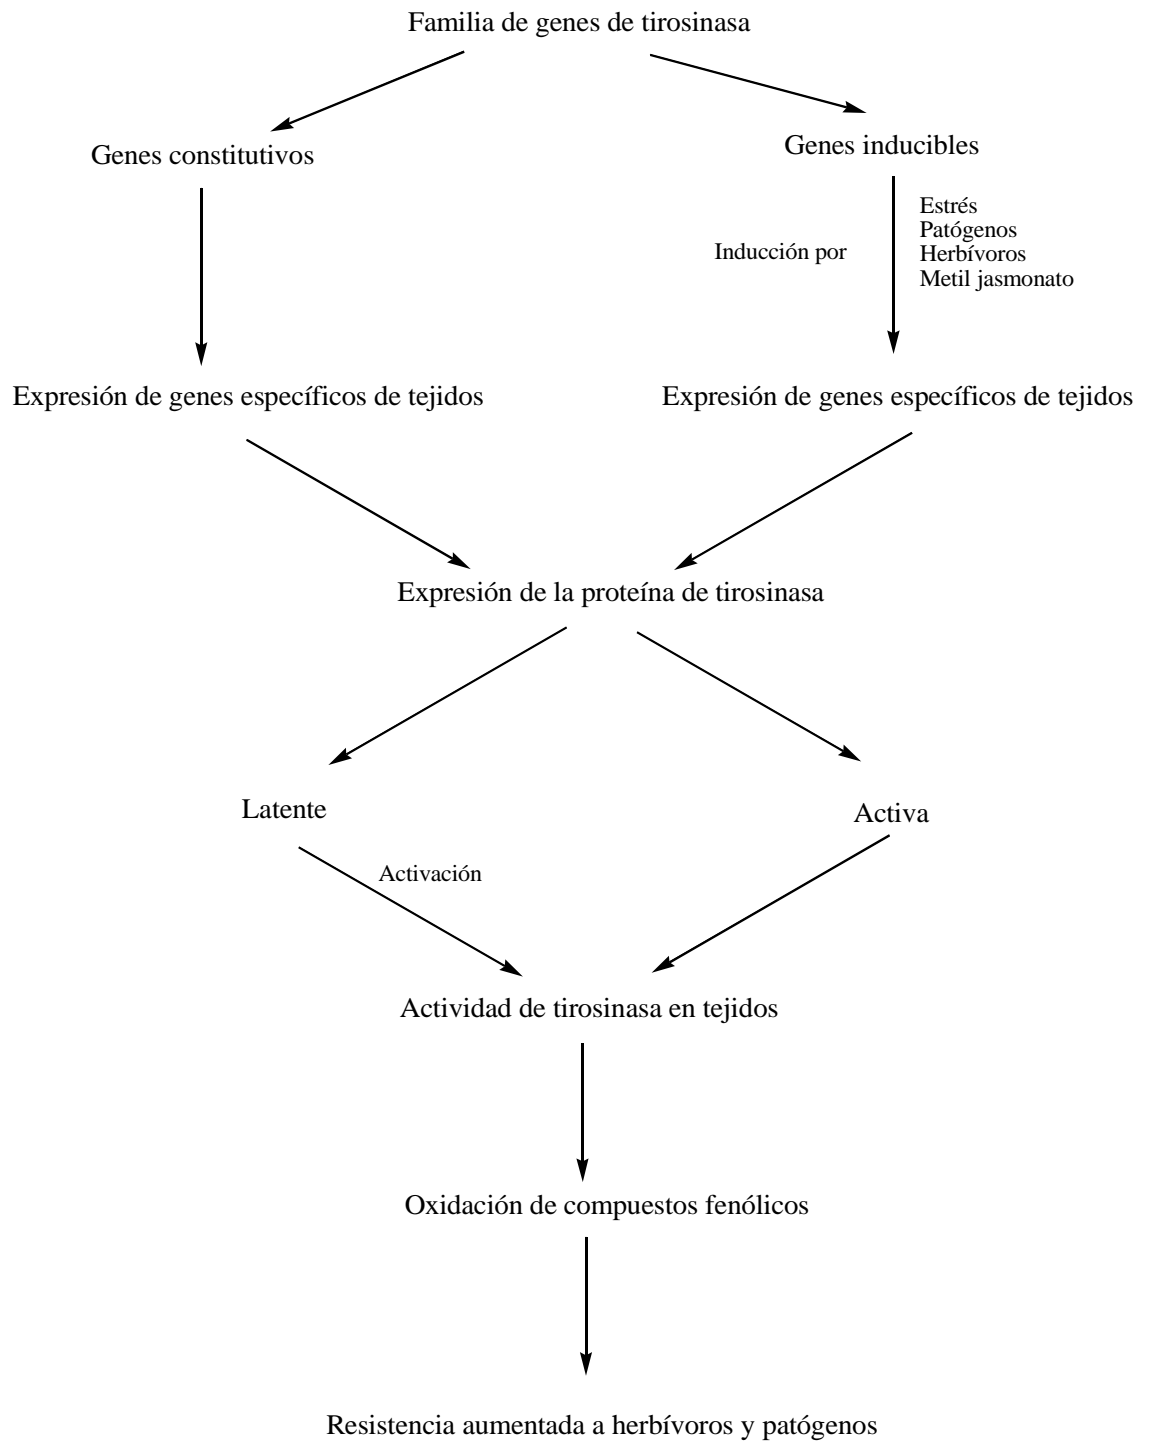 Familia de genes de tirosinasa
Genes constitutivos
Genes inducibles
Inducción por
Estrés
Patógenos
Herbívoros
Metil jasmonato
Expresión de genes específicos de tejidos
Expresión de genes específicos de tejidos
Expresión de la proteína de tirosinasa
Latente
Activa
Activación
Actividad de tirosinasa en tejidos
Oxidación de compuestos fenólicos
Resistencia aumentada a herbívoros y patógenos